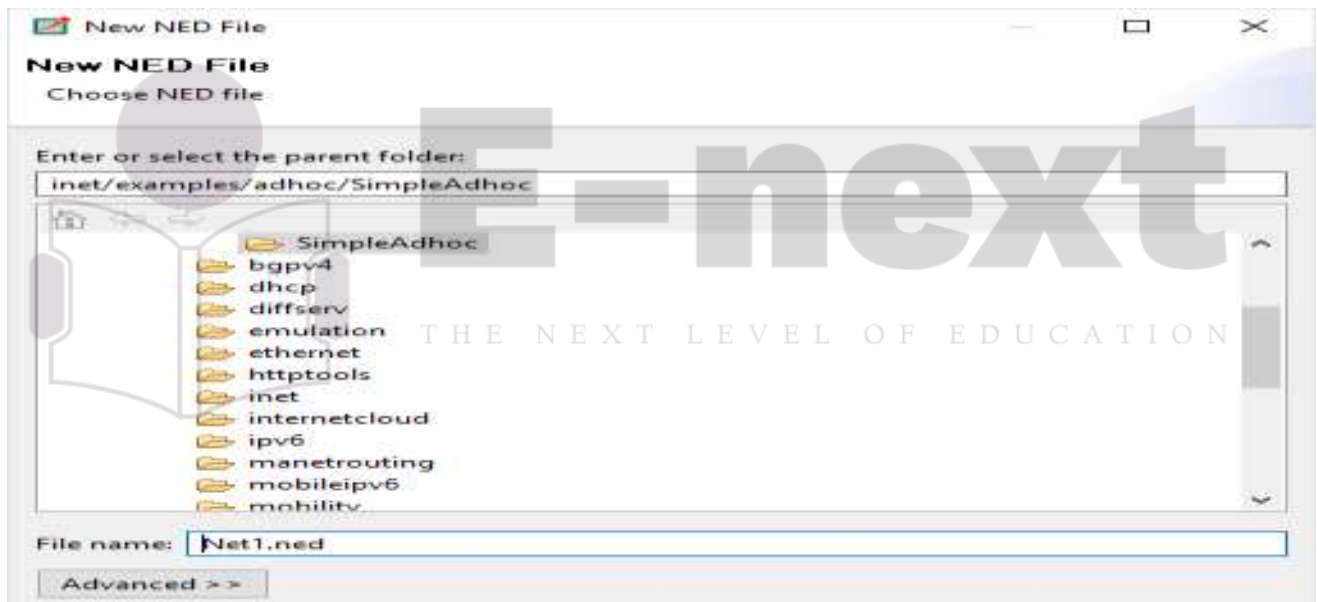 New NED File
New NED File
Choose NED file
Enter or select the parent folder:
inet/examples/adhoc/SimpleAdhoc
SimpleAdhoc
bgpv4
dhcp
diffserv
emulation
ethernet
httptools
inet
internetcloud
ipv6
manetrouting
mobileipv6
mobility
File name: Net1.ned
Advanced >>
E-next
THE NEXT LEVEL OF EDUCATION